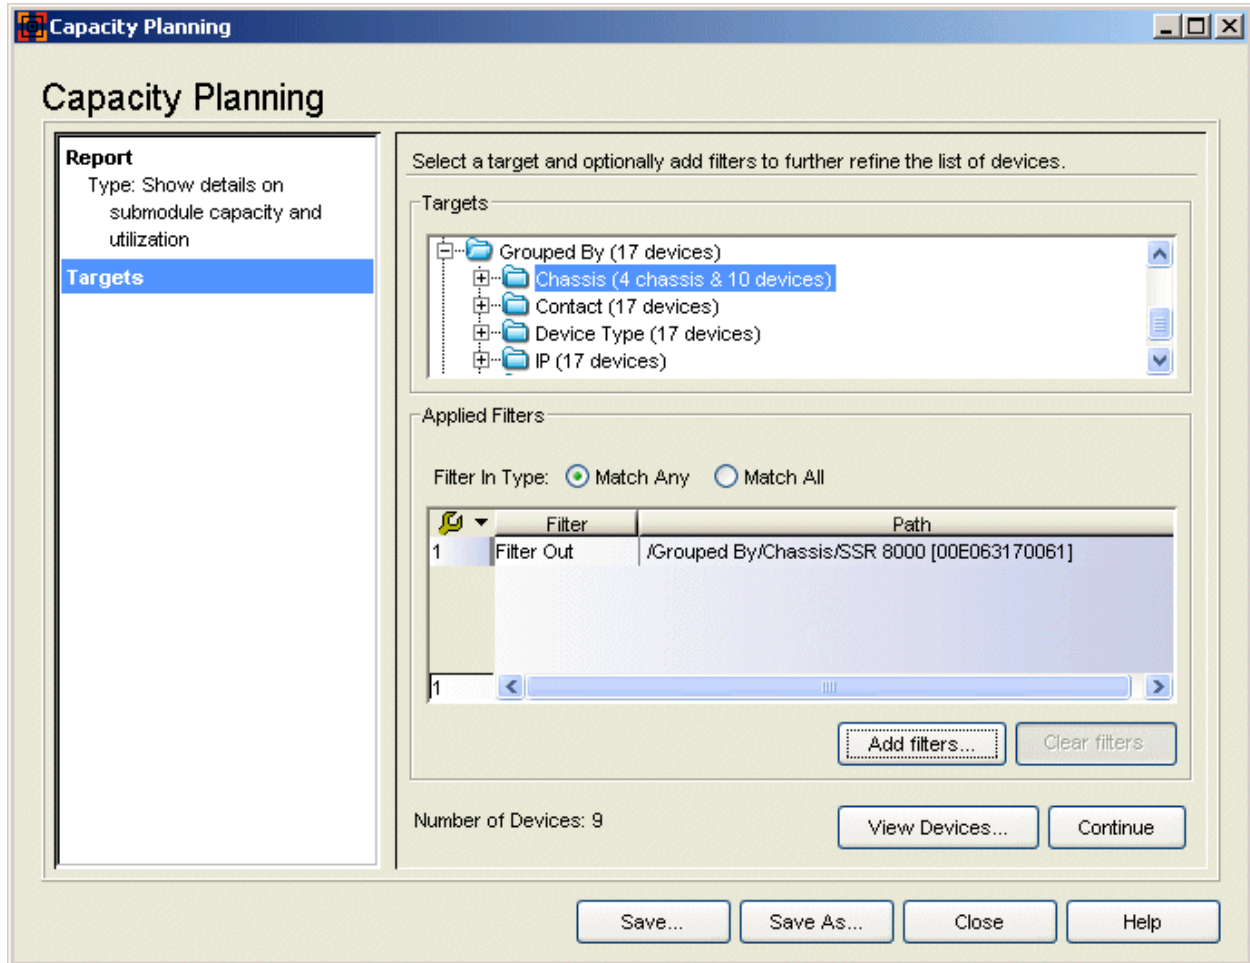 Capacity Planning
Capacity Planning
Report
Type: Show details on
submodule capacity and
utilization
Targets
Select a target and optionally add filters to further refine the list of devices.
Targets
Grouped By (17 devices)
Chassis (4 chassis & 10 devices)
Contact (17 devices)
Device Type (17 devices)
IP (17 devices)
Applied Filters
Filter In Type: Match Any Match All
Filter Path
1 Filter Out /Grouped By/Chassis/SSR 8000 [00E063170061]
1
Add filters... Clear filters
Number of Devices: 9 View Devices... Continue
Save... Save As... Close Help